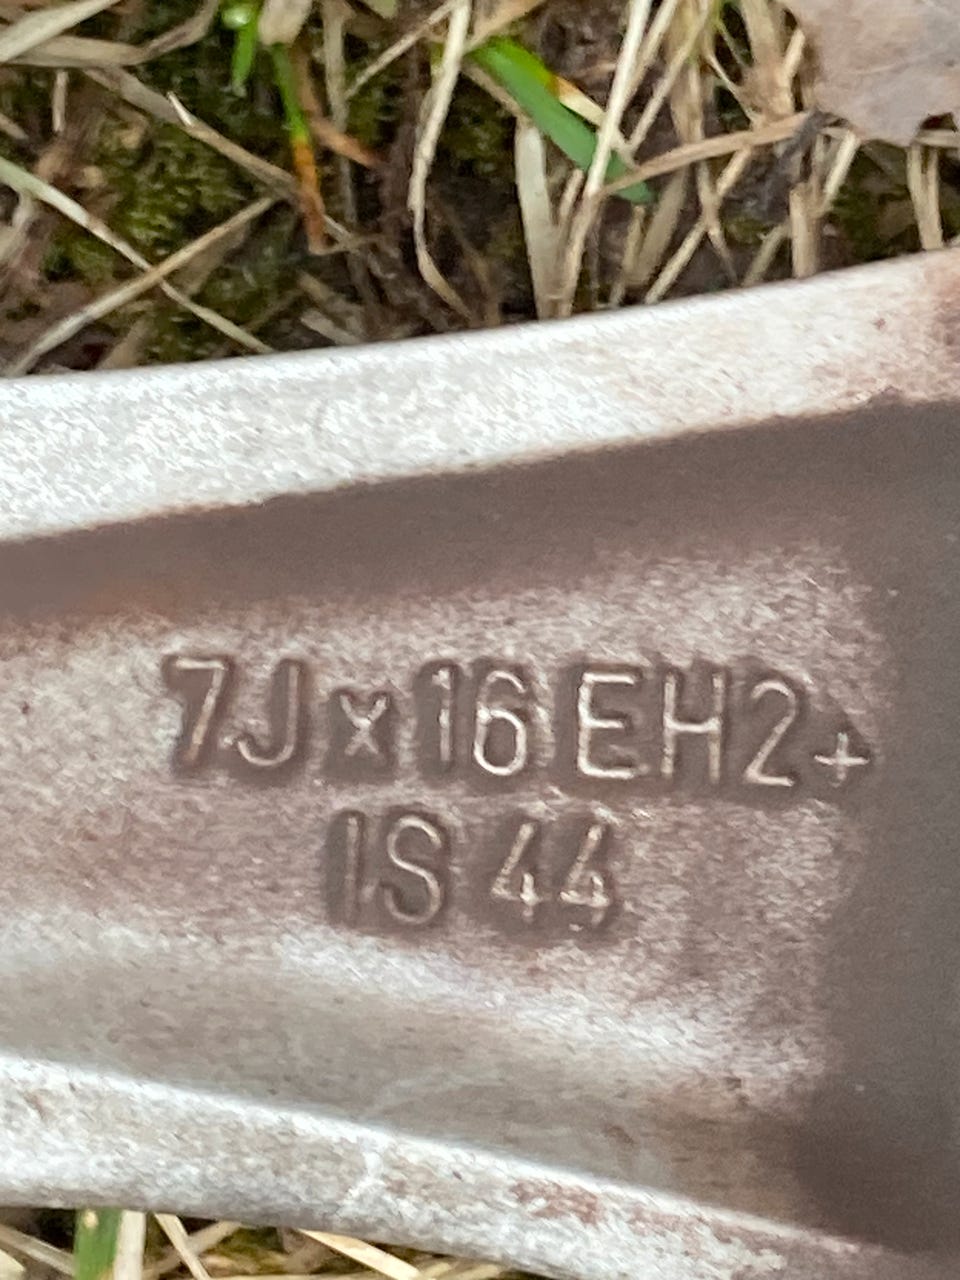 7J x 16 EH2+
IS 44